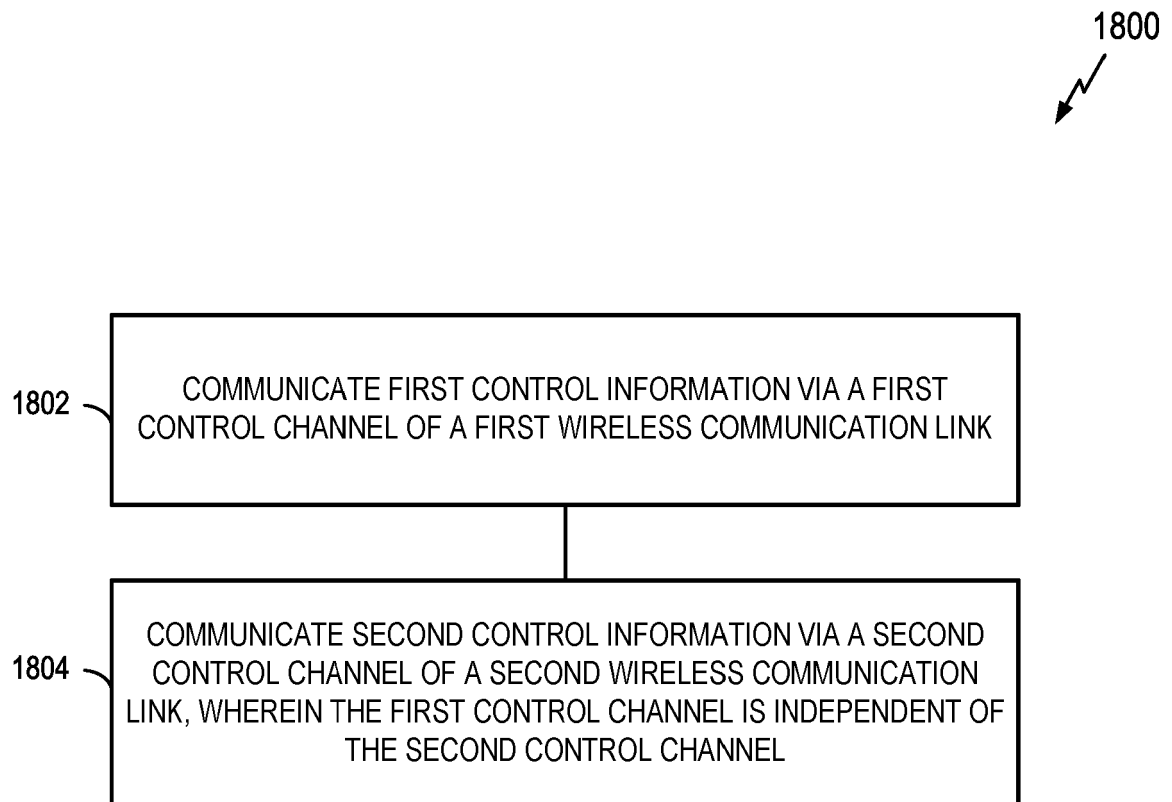 1800
1802
COMMUNICATE FIRST CONTROL INFORMATION VIA A FIRST
CONTROL CHANNEL OF A FIRST WIRELESS COMMUNICATION LINK
1804
COMMUNICATE SECOND CONTROL INFORMATION VIA A SECOND
CONTROL CHANNEL OF A SECOND WIRELESS COMMUNICATION
LINK, WHEREIN THE FIRST CONTROL CHANNEL IS INDEPENDENT OF
THE SECOND CONTROL CHANNEL